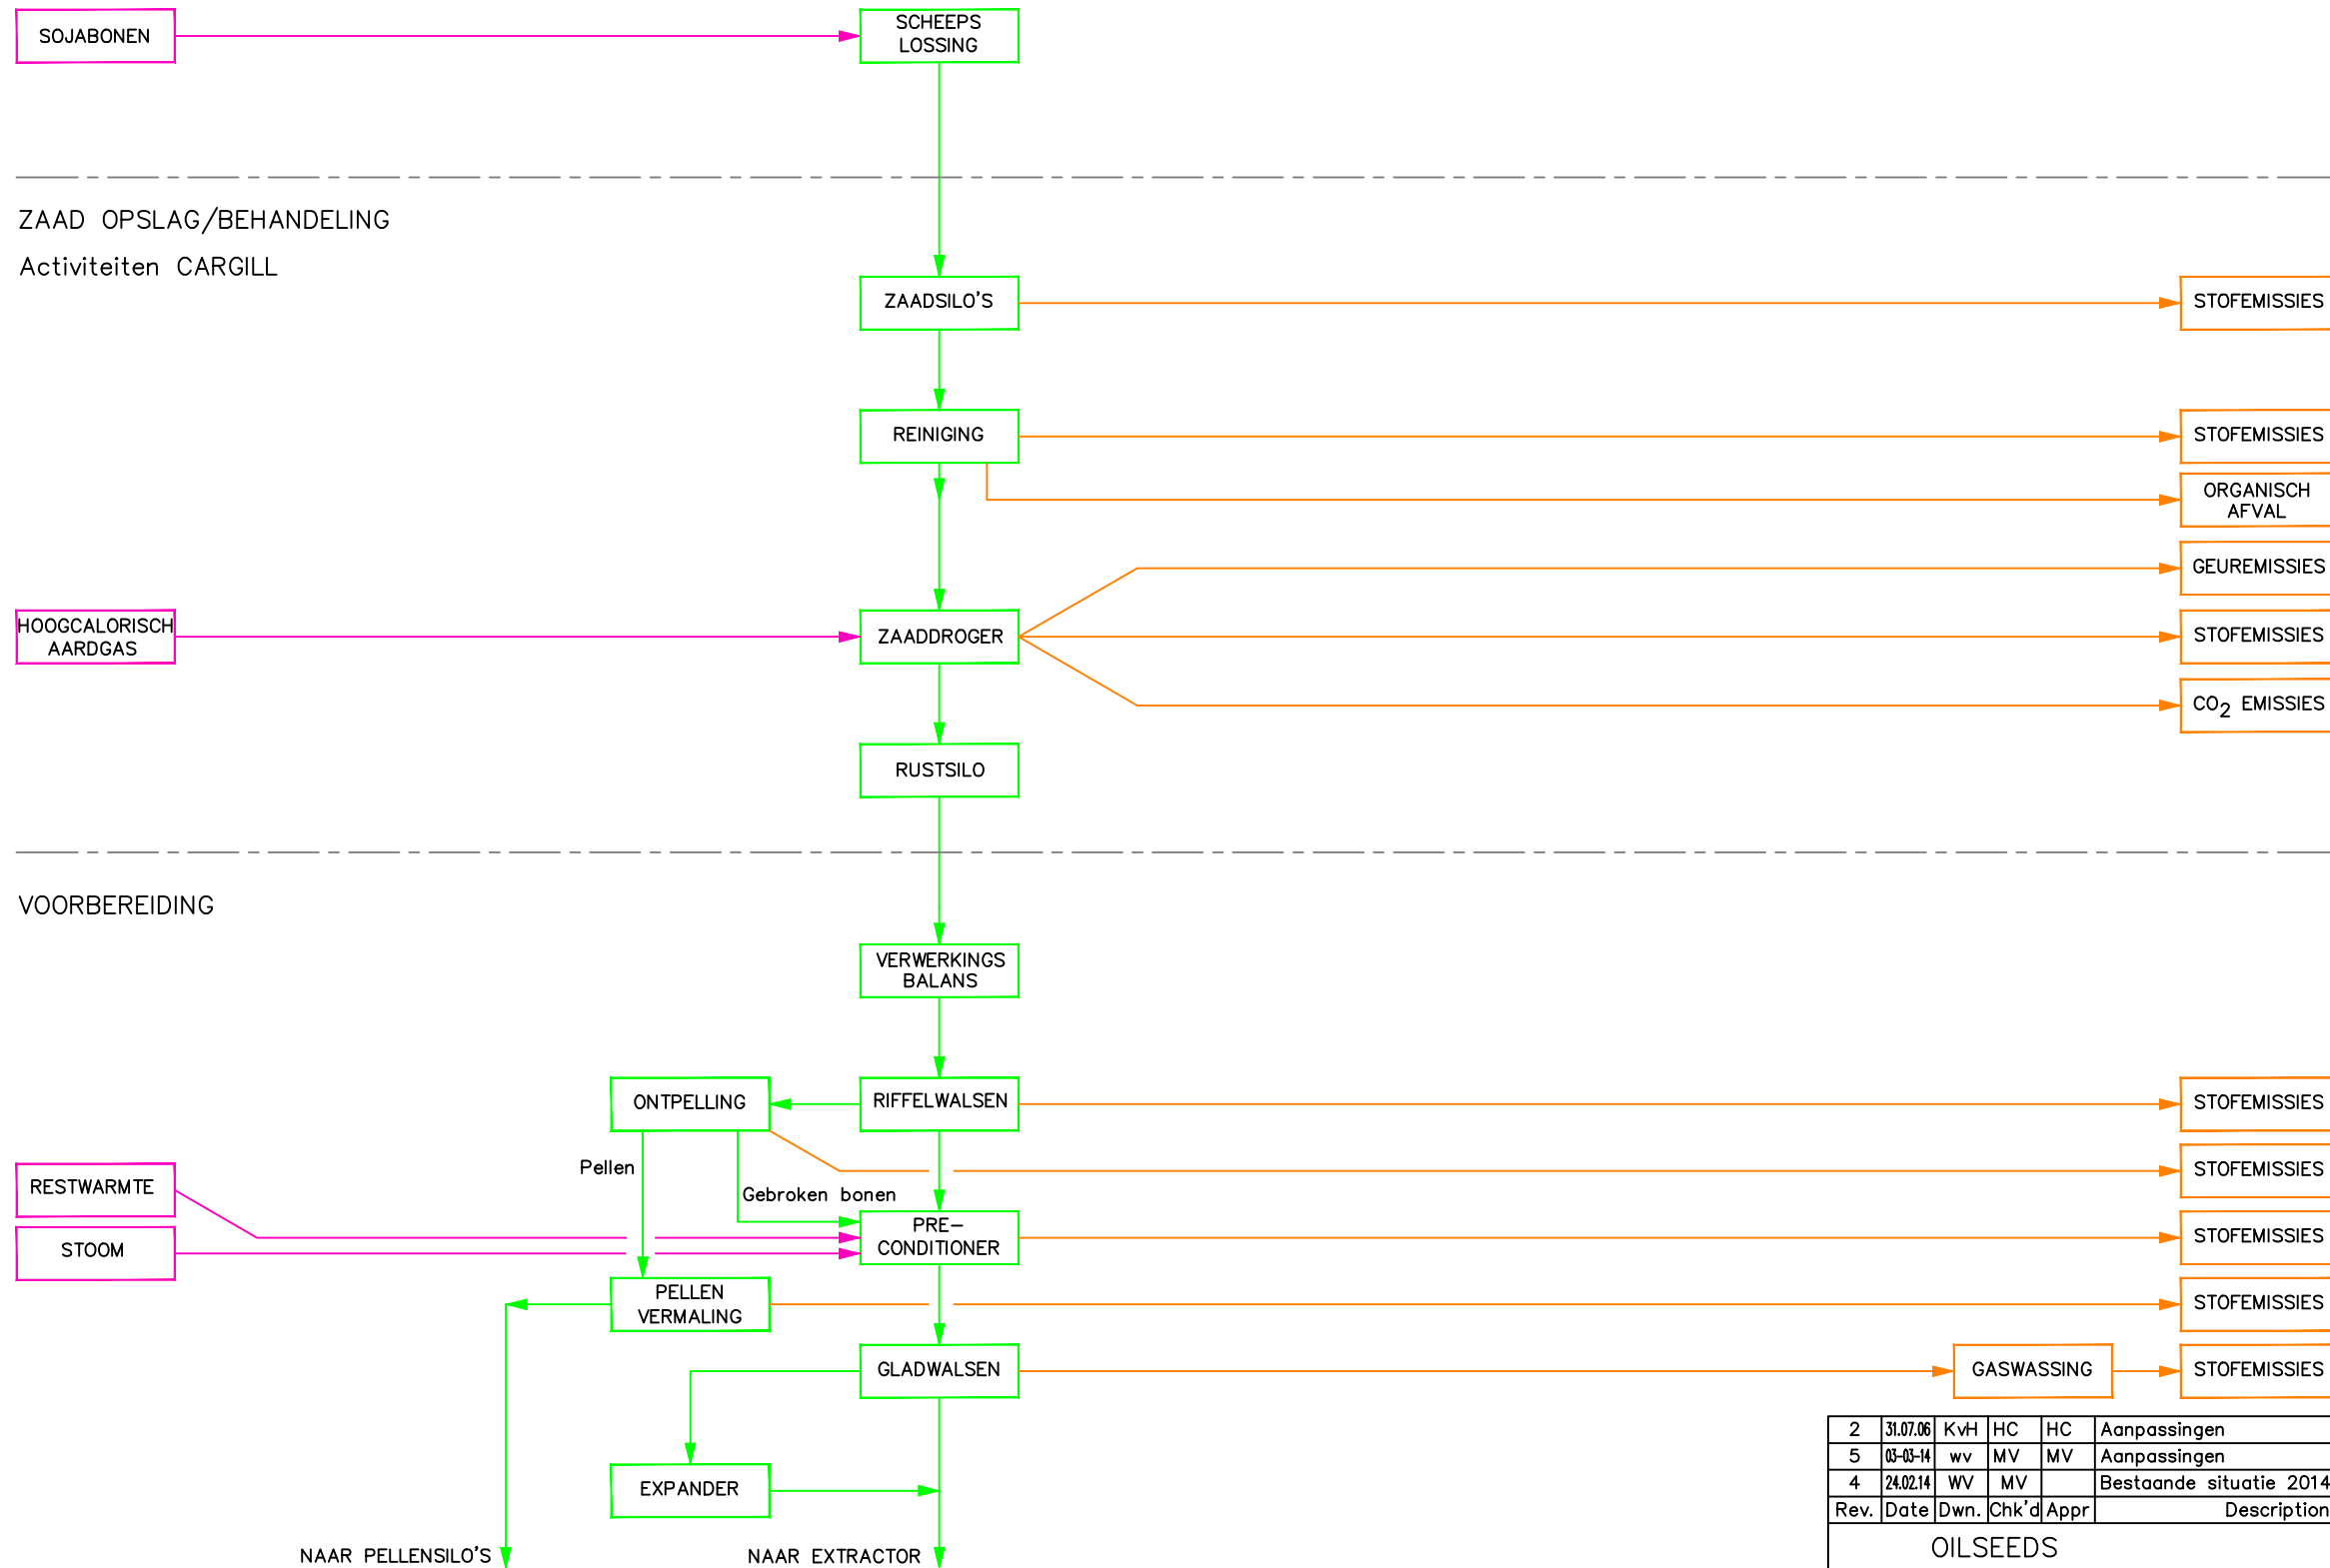 SOJABONEN
SCHEEPS
LOSSING
ZAAD OPSLAG/BEHANDELING
Activiteiten CARGILL
ZAADSILO'S
STOFEMISSIES
REINIGING
STOFEMISSIES
ORGANISCH
AFVAL
GEUREMISSIES
HOOGCALORISCH
AARDGAS
ZAADDROGER
STOFEMISSIES
CO2 EMISSIES
RUSTSILO
VOORBEREIDING
VERWERKINGS
BALANS
ONTPELLING
RIFFELWALSEN
STOFEMISSIES
Pellen
STOFEMISSIES
RESTWARMTE
Gebroken bonen
STOOM
PRE-
CONDITIONER
STOFEMISSIES
PELLEN
VERMALING
STOFEMISSIES
GLADWALSEN
GASWASSING
STOFEMISSIES
EXPANDER
NAAR PELLENSILO'S
NAAR EXTRACTOR
2 31.07.06 KvH HC HC Aanpassingen
5 03-03-14 wv MV MV Aanpassingen
4 24.02.14 WV MV Bestaande situatie 2014
Rev. Date Dwn. Chk'd Appr Description
OILSEEDS